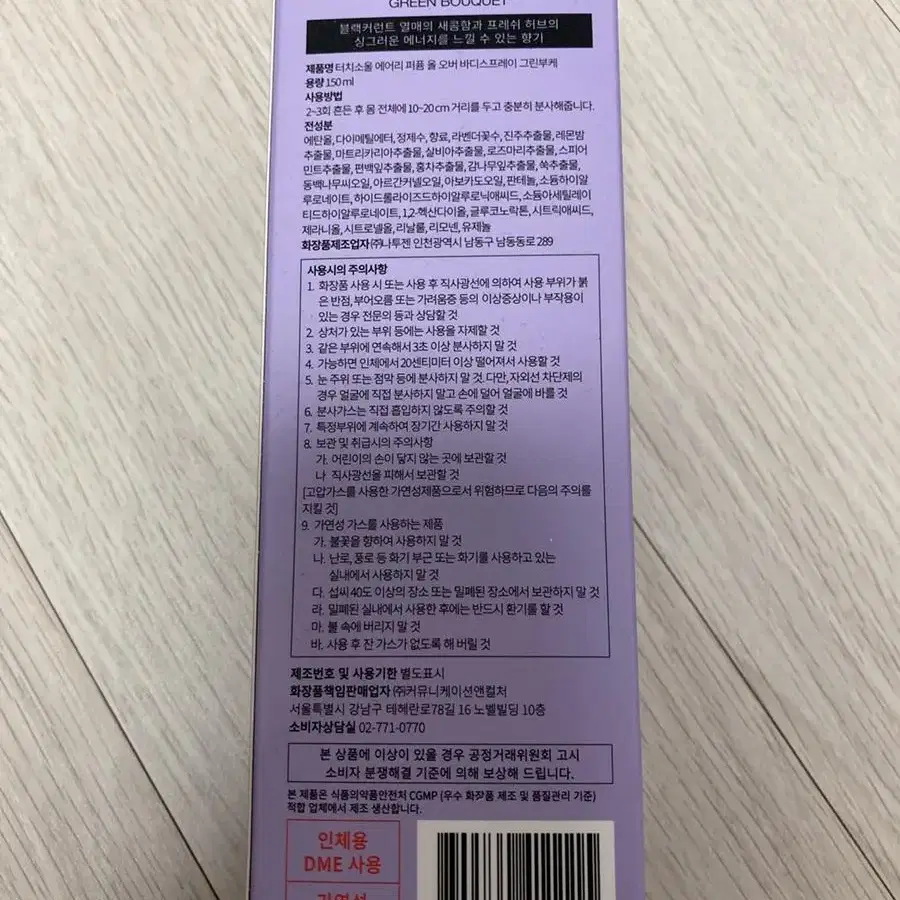 GREEN BOUQUET
블랙커런트 열매의 새콤함과 프레쉬 허브의
싱그러운 에너지를 느낄 수 있는 향기
제품명 터치소울 에어리 퍼퓸 올 오버 바디스프레이 그린부케
용량 150 ml
사용방법
2~3회 흔든 후 몸 전체에 10~20 cm 거리를 두고 충분히 분사해줍니다.
전성분
에탄올, 다이메틸에터, 정제수, 향료, 라벤더꽃수, 진주추출물, 레몬밤
추출물, 마트리카리아추출물, 살비아추출물, 로즈마리추출물, 스피어
민트추출물, 편백잎추출물, 홍차추출물, 감나무잎추출물, 쑥추출물,
동백나무씨오일, 아르간커넬오일, 아보카도오일, 판테놀, 소듐하이알
루로네이트, 하이드롤라이즈드하이알루로닉애씨드, 소듐아세틸레이
티드하이알루로네이트, 1,2-헥산다이올, 글루코노락톤, 시트릭애씨드,
제라니올, 시트로넬올, 리날룰, 리모넨, 유제놀
화장품제조업자 ㈜나투젠 인천광역시 남동구 남동동로 289
사용시의 주의사항
1. 화장품 사용 시 또는 사용 후 직사광선에 의하여 사용 부위가 붉
은 반점, 부어오름 또는 가려움증 등의 이상증상이나 부작용이
있는 경우 전문의 등과 상담할 것
2. 상처가 있는 부위 등에는 사용을 자제할 것
3. 같은 부위에 연속해서 3초 이상 분사하지 말 것
4. 가능하면 인체에서 20센티미터 이상 떨어져서 사용할 것
5. 눈 주위 또는 점막 등에 분사하지 말 것. 다만, 자외선 차단제의
경우 얼굴에 직접 분사하지 말고 손에 덜어 얼굴에 바를 것
6. 분사가스는 직접 흡입하지 않도록 주의할 것
7. 특정부위에 계속하여 장기간 사용하지 말 것
8. 보관 및 취급시의 주의사항
가. 어린이의 손이 닿지 않는 곳에 보관할 것
나. 직사광선을 피해서 보관할 것
[고압가스를 사용한 가연성제품으로서 위험하므로 다음의 주의를
지킬 것]
9. 가연성 가스를 사용하는 제품
가. 불꽃을 향하여 사용하지 말 것
나. 난로, 풍로 등 화기 부근 또는 화기를 사용하고 있는
실내에서 사용하지 말 것
다. 섭씨 40도 이상의 장소 또는 밀폐된 장소에서 보관하지 말 것
라. 밀폐된 실내에서 사용한 후에는 반드시 환기를 할 것
마. 불 속에 버리지 말 것
바. 사용 후 잔 가스가 없도록 해 버릴 것
제조번호 및 사용기한 별도표시
화장품책임판매업자 ㈜커뮤니케이션앤컬처
서울특별시 강남구 테헤란로78길 16 노벨빌딩 10층
소비자상담실 02-771-0770
본 상품에 이상이 있을 경우 공정거래위원회 고시
소비자 분쟁해결 기준에 의해 보상해 드립니다.
본 제품은 식품의약품안전처 CGMP (우수 화장품 제조 및 품질관리 기준)
적합 업체에서 제조 생산합니다.
인체용
DME 사용
가연성